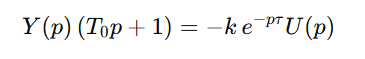 Y(p) (T₀p + 1) = −k e^{−pτ} U(p)